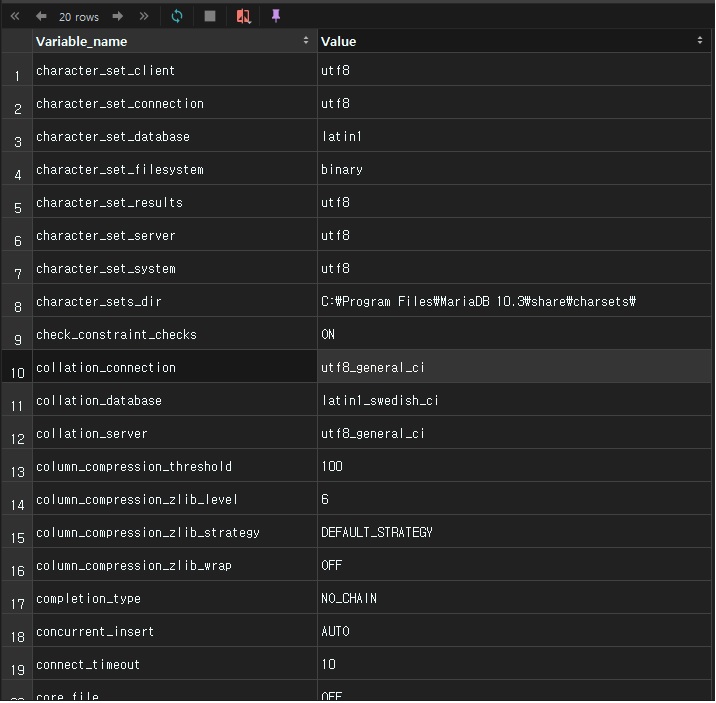 20 rows
Variable_name Value
1 character_set_client utf8
2 character_set_connection utf8
3 character_set_database latin1
4 character_set_filesystem binary
5 character_set_results utf8
6 character_set_server utf8
7 character_set_system utf8
8 character_sets_dir C:₩Program Files₩MariaDB 10.3₩share₩charsets₩
9 check_constraint_checks ON
10 collation_connection utf8_general_ci
11 collation_database latin1_swedish_ci
12 collation_server utf8_general_ci
13 column_compression_threshold 100
14 column_compression_zlib_level 6
15 column_compression_zlib_strategy DEFAULT_STRATEGY
16 column_compression_zlib_wrap OFF
17 completion_type NO_CHAIN
18 concurrent_insert AUTO
19 connect_timeout 10
20 core_file OFF